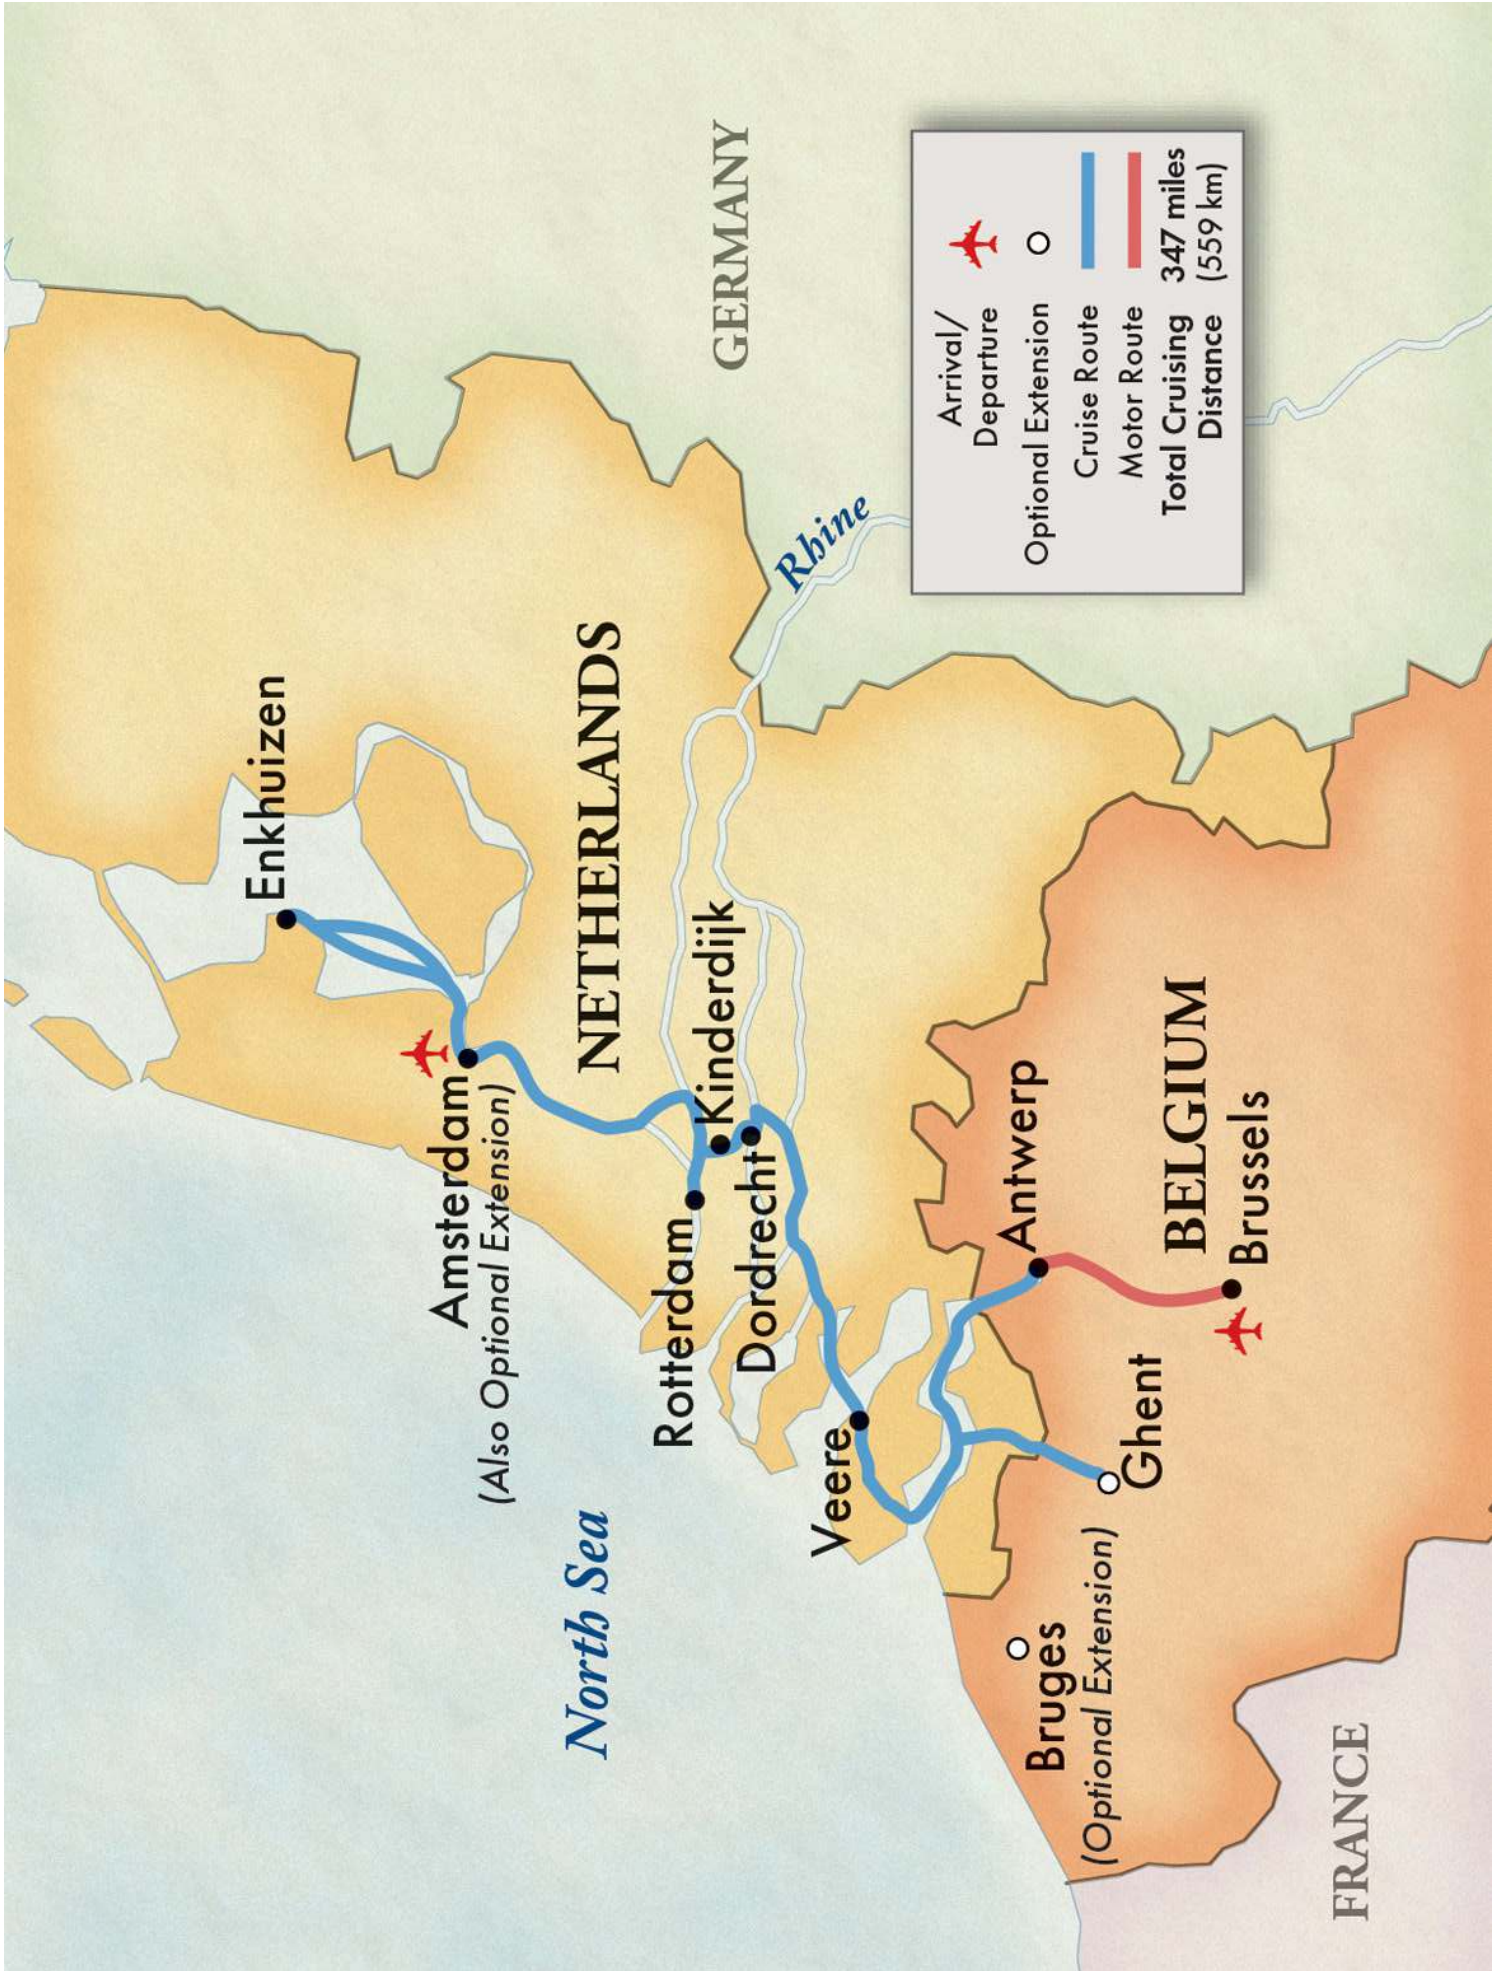 Enkhuizen
Amsterdam
(Also Optional Extension)
NETHERLANDS
GERMANY
North Sea
Rotterdam
Kinderdijk
Dordrecht
Rhine
Veere
Antwerp
Bruges
(Optional Extension)
Ghent
BELGIUM
Brussels
FRANCE
Arrival/
Departure
Optional Extension
Cruise Route
Motor Route
Total Cruising 347 miles
Distance (559 km)